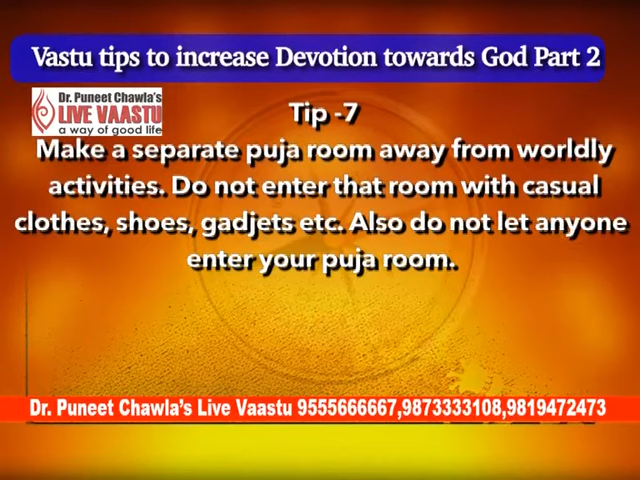 Vastu tips to increase Devotion towards God Part 2
Dr. Puneet Chawla's
LIVE VAASTU
a way of good life
Tip -7
Make a separate puja room away from worldly
activities. Do not enter that room with casual
clothes, shoes, gadjets etc. Also do not let anyone
enter your puja room.
Dr. Puneet Chawla's Live Vaastu 9555666667,9873333108,9819472473